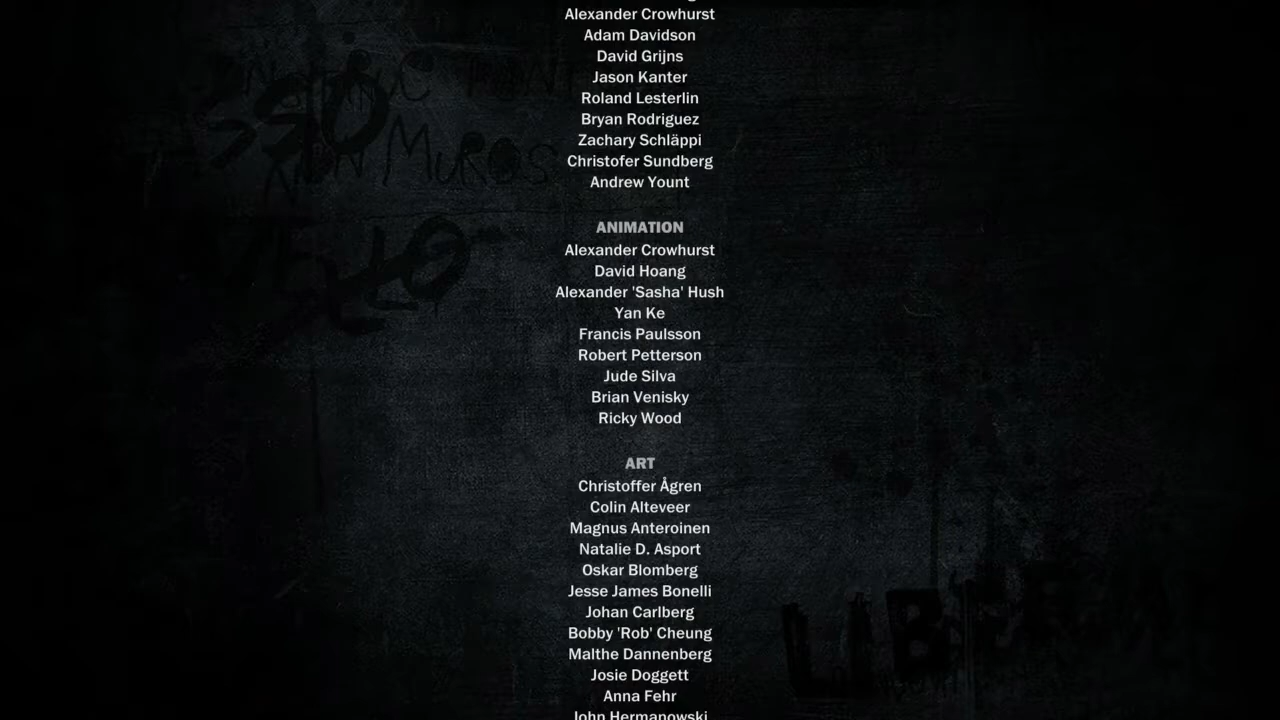 Alexander Crowhurst
Adam Davidson
David Grijns
Jason Kanter
Roland Lesterlin
Bryan Rodriguez
Zachary Schläppi
Christofer Sundberg
Andrew Yount
ANIMATION
Alexander Crowhurst
David Hoang
Alexander 'Sasha' Hush
Yan Ke
Francis Paulsson
Robert Petterson
Jude Silva
Brian Venisky
Ricky Wood
ART
Christoffer Ågren
Colin Alteveer
Magnus Anteroinen
Natalie D. Asport
Oskar Blomberg
Jesse James Bonelli
Johan Carlberg
Bobby 'Rob' Cheung
Malthe Dannenberg
Josie Doggett
Anna Fehr
John Hermanowski
MUROS